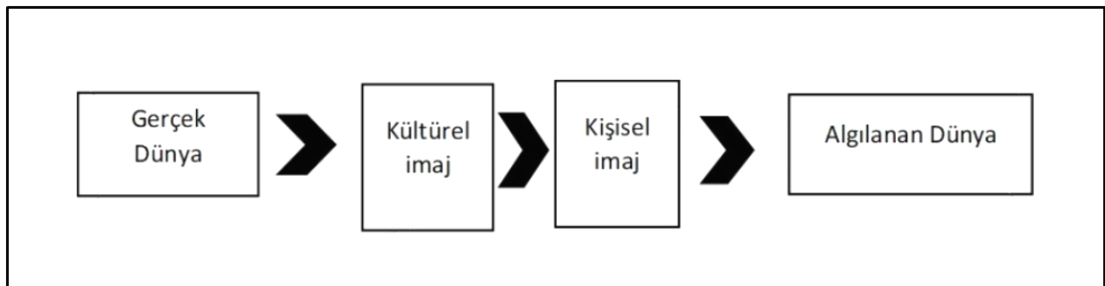 Gerçek
Dünya
Kültürel
imaj
Kişisel
imaj
Algılanan Dünya